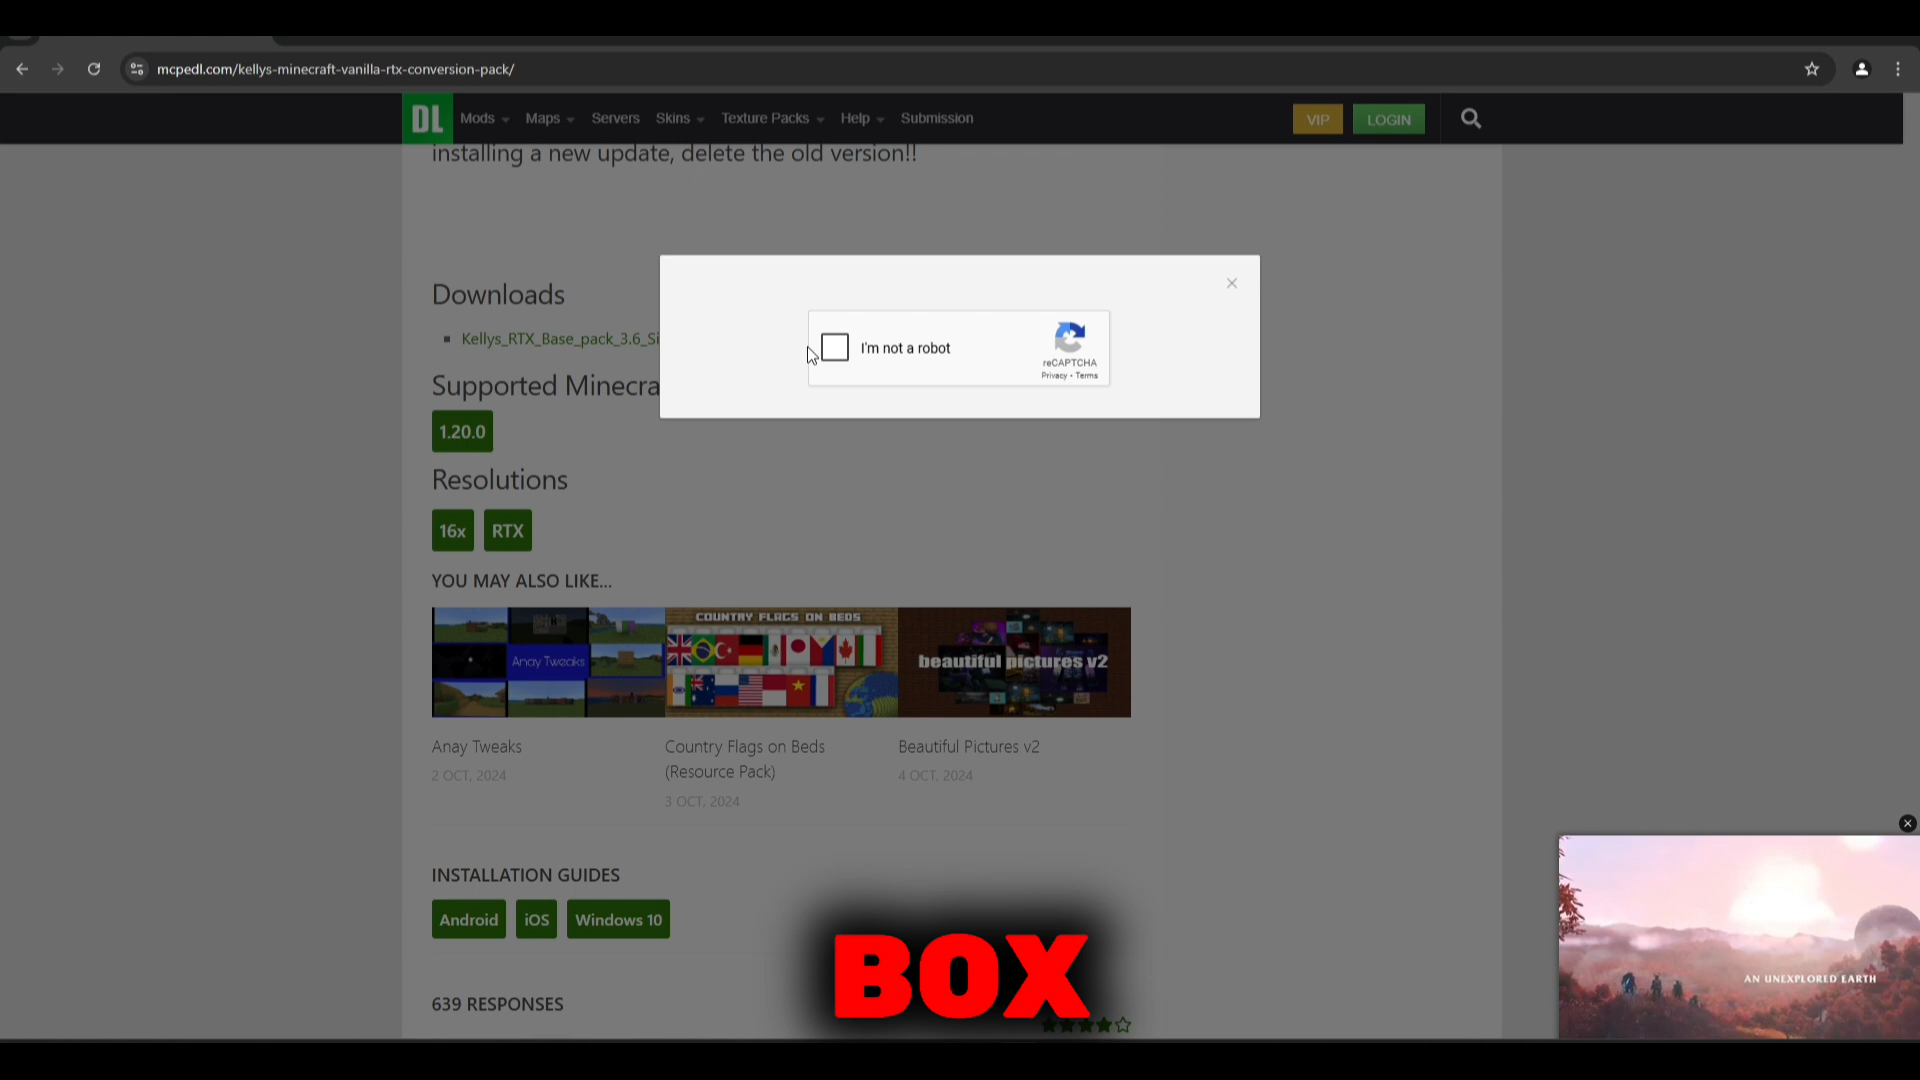 mcpedl.com/kellys-minecraft-vanilla-rtx-conversion-pack/
DL
Mods
Maps
Servers
Skins
Texture Packs
Help
Submission
VIP
LOGIN
installing a new update, delete the old version!!
Downloads
Kellys_RTX_Base_pack_3.6_Si
I'm not a robot
reCAPTCHA
Privacy - Terms
Supported Minecra
1.20.0
Resolutions
16x
RTX
YOU MAY ALSO LIKE...
Anay Tweaks
COUNTRY FLAGS ON BEDS
beautiful pictures v2
Anay Tweaks
2 OCT, 2024
Country Flags on Beds
(Resource Pack)
3 OCT, 2024
Beautiful Pictures v2
4 OCT, 2024
INSTALLATION GUIDES
Android
iOS
Windows 10
639 RESPONSES
BOX
AN UNEXPLORED EARTH